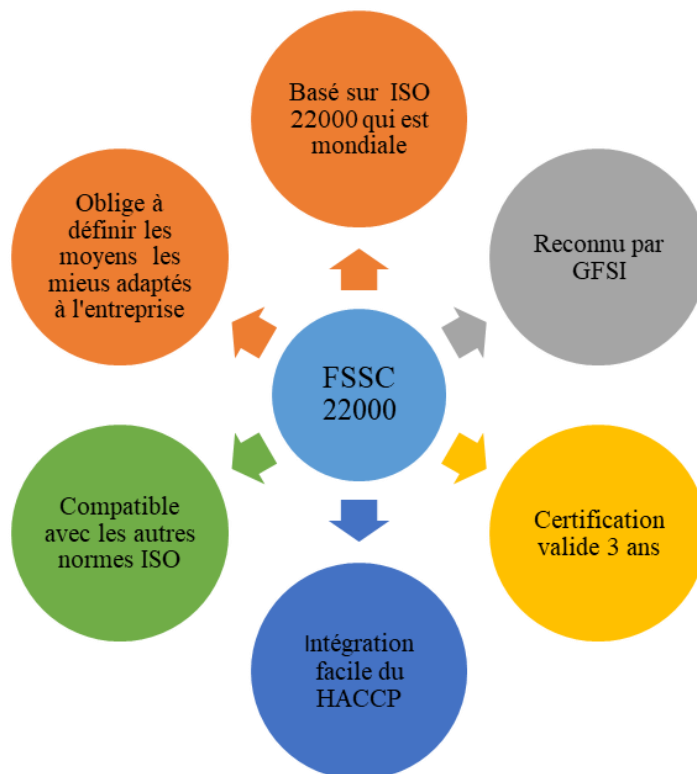 Basé sur ISO
22000 qui est
mondiale
Oblige à
définir les
moyens les
mieus adaptés
à l'entreprise
Reconnu par
GFSI
FSSC
22000
Compatible
avec les autres
normes ISO
Certification
valide 3 ans
Intégration
facile du
HACCP